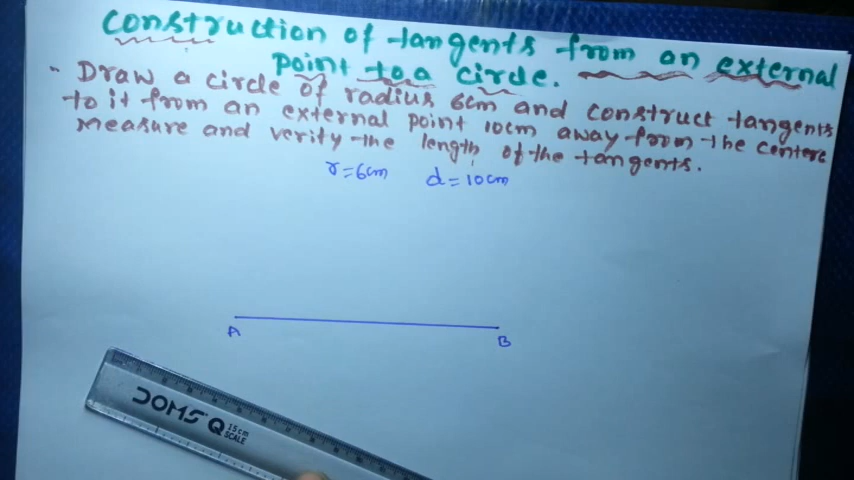 Construction of tangents from an external
point to a circle.
- Draw a circle of radius 6cm and construct tangents
to it from an external point 10cm away from the centere
Measure and verity the length of the tangents.
r=6cm d=10cm
A
B
DOMS Q 15cm
SCALE